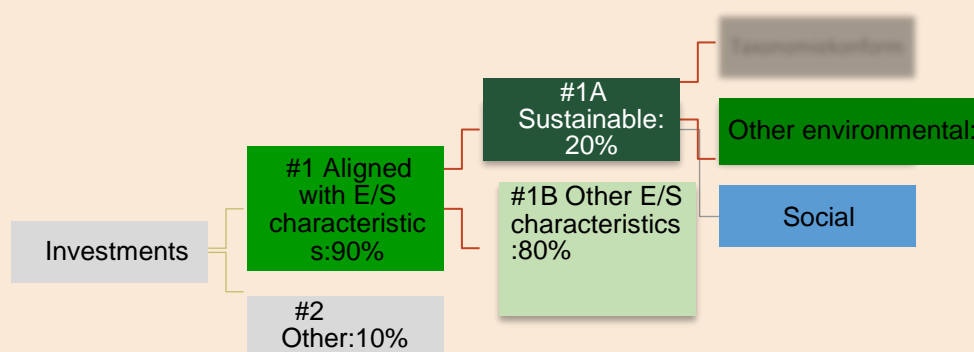 Taxonomiekonform
#1A
Sustainable:
20%
Other environmental:
#1 Aligned
with E/S
characteristic
s:90%
#1B Other E/S
characteristics
:80%
Social
Investments
#2
Other:10%